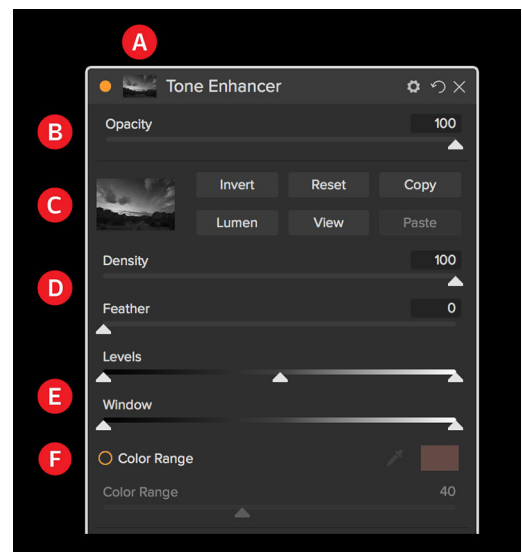 A
Tone Enhancer
B
Opacity 100
C
Invert Reset Copy
Lumen View Paste
Density 100
D
Feather 0
Levels
E
Window
F
Color Range
Color Range 40